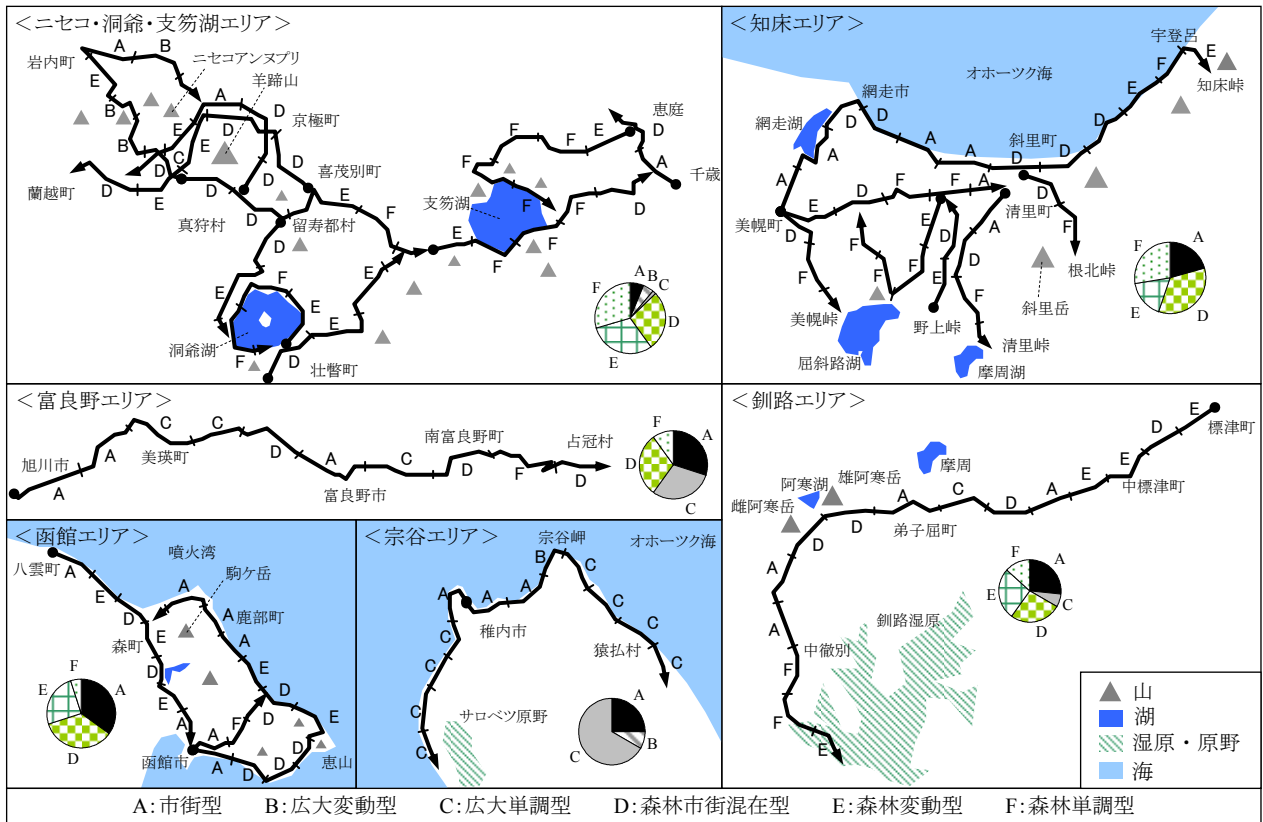 ＜ニセコ・洞爺・支笏湖エリア＞
A B
岩内町
ニセコアンヌプリ
羊蹄山
E
B
A
D
京極町
B
E D
C E
喜茂別町
蘭越町
D E
D
D
真狩村
D
留寿都村
E
F
D
E
F
E
洞爺湖
F
D
壮瞥町
E
E
支笏湖
E
F
F
F
F
D
F F E
恵庭
D
A
千歳
A B C D E F
＜知床エリア＞
宇登呂
E
知床峠
F
オホーツク海
網走市
網走湖
D
D
A
A
A
D
斜里町
D
D
E
美幌町
E D F F A
清里町
D
F
根北峠
D
F
美幌峠
F
F
F
E
D
野上峠
A
D
F
清里峠
斜里岳
屈斜路湖
摩周湖
A D E F
＜富良野エリア＞
旭川市
A
A
C
美瑛町
C
D
A
富良野市
C
南富良野町
D
F
占冠村
D
A C D F
＜釧路エリア＞
標津町
E
D
E
中標津町
E
A
D
摩周
C
弟子屈町
A
D
雄阿寒岳
阿寒湖
雌阿寒岳
D
A
A
中徹別
F
F
E
釧路湿原
A C D E F
＜函館エリア＞
八雲町
噴火湾
A
E
駒ケ岳
A
D
鹿部町
A
森町
E
A
D
E
D
A
F
D
E
函館市
A
D
D
恵山
A D E F
＜宗谷エリア＞
宗谷岬
オホーツク海
B
A
稚内市
A
A
C
C
猿払村
C
C
C
C
C
サロベツ原野
A B C
山
湖
湿原・原野
海
A：市街型 B：広大変動型 C：広大単調型 D：森林市街混在型 E：森林変動型 F：森林単調型